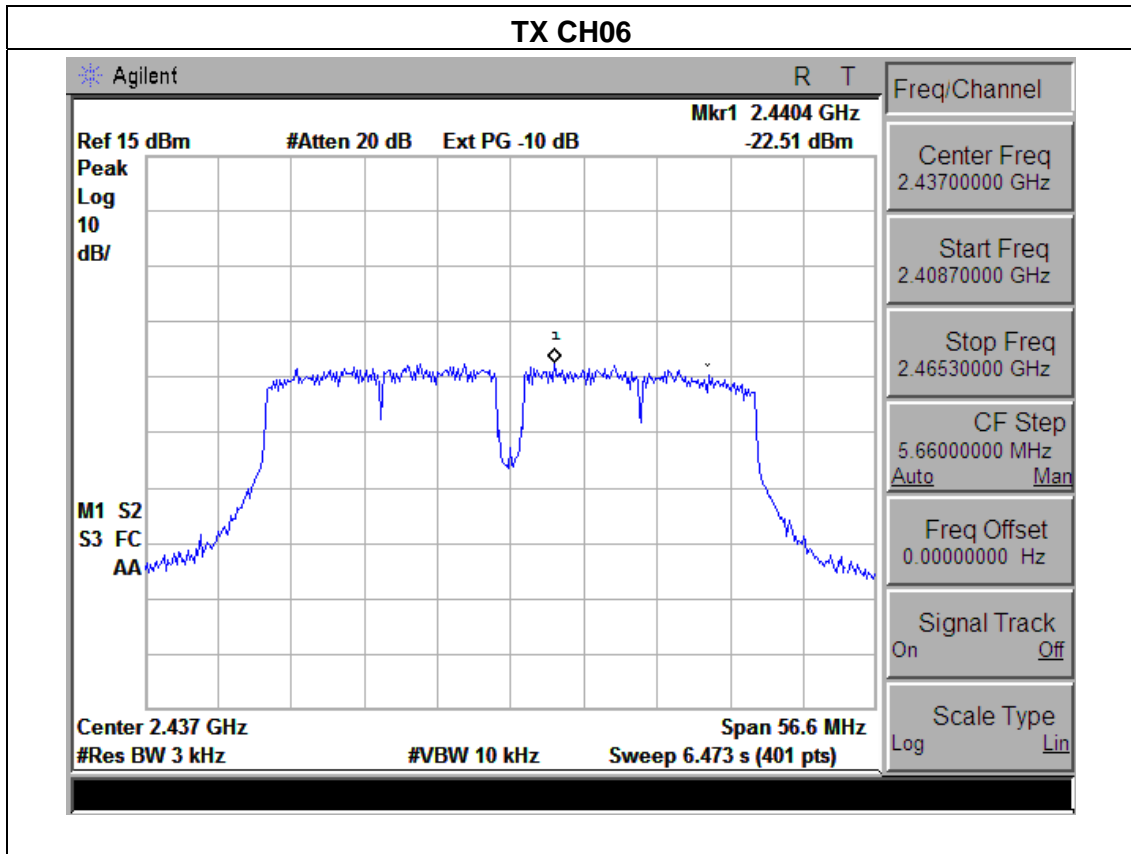 TX CH06
Agilent R T
Mkr1 2.4404 GHz
Ref 15 dBm #Atten 20 dB Ext PG -10 dB -22.51 dBm
Peak
Log
10
dB/
1
M1 S2
S3 FC
AA
Center 2.437 GHz Span 56.6 MHz
#Res BW 3 kHz #VBW 10 kHz Sweep 6.473 s (401 pts)
Freq/Channel
Center Freq
2.43700000 GHz
Start Freq
2.40870000 GHz
Stop Freq
2.46530000 GHz
CF Step
5.66000000 MHz
Auto Man
Freq Offset
0.00000000 Hz
Signal Track
On Off
Scale Type
Log Lin